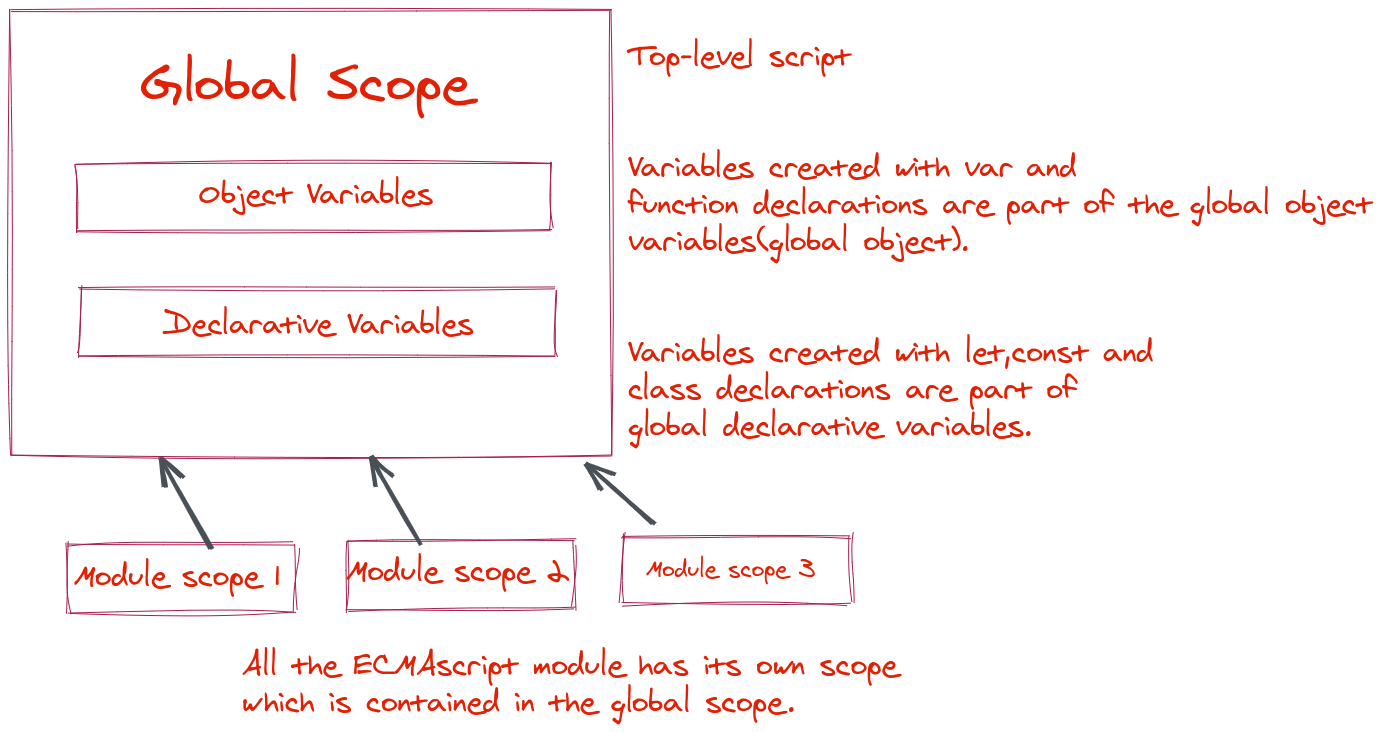 Global Scope
Top-level script
Object Variables
Variables created with var and
function declarations are part of the global object
variables(global object).
Declarative Variables
Variables created with let,const and
class declarations are part of
global declarative variables.
Module scope 1
Module scope 2
Module scope 3
All the ECMAscript module has its own scope
which is contained in the global scope.